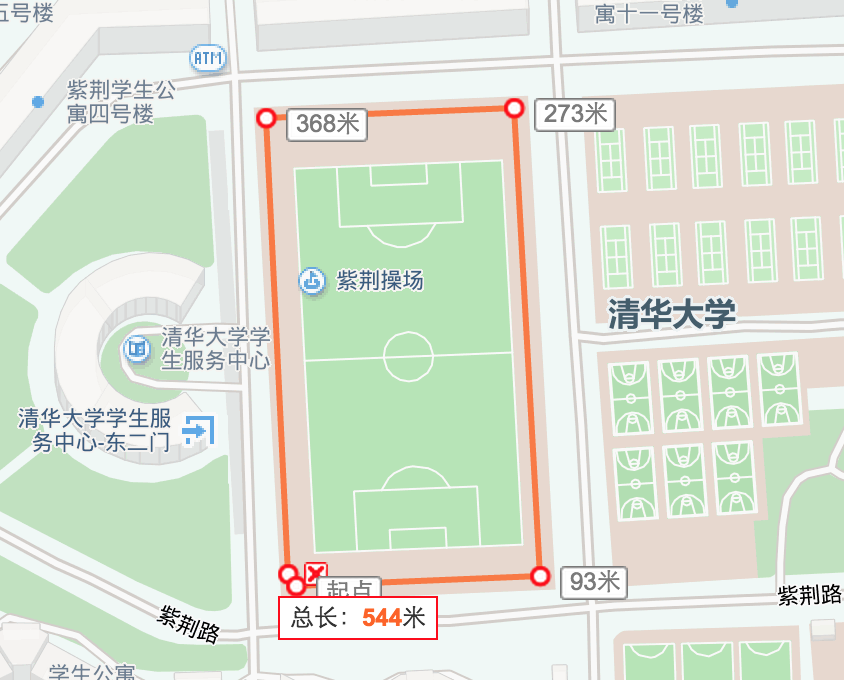 五号楼
寓十一号楼
ATM
紫荆学生公
寓四号楼
368米
273米
紫荆操场
清华大学
清华大学学
生服务中心
清华大学学生服
务中心-东二门
起点
93米
总长：544米
紫荆路
紫荆路
学生公寓